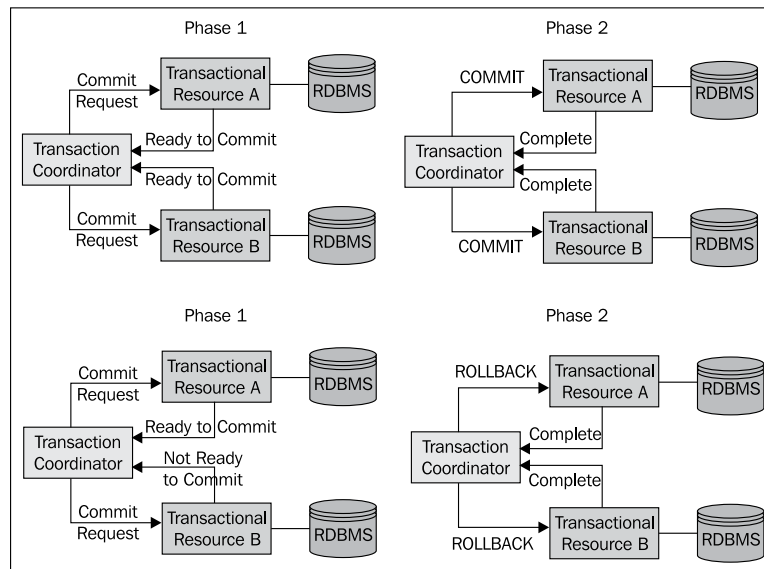 Phase 1
Commit
Request
Transactional
Resource A
RDBMS
Ready to Commit
Transaction
Coordinator
Ready to Commit
Commit
Request
Transactional
Resource B
RDBMS
Phase 2
COMMIT
Transactional
Resource A
RDBMS
Complete
Transaction
Coordinator
Complete
COMMIT
Transactional
Resource B
RDBMS
Phase 1
Commit
Request
Transactional
Resource A
RDBMS
Ready to Commit
Transaction
Coordinator
Not Ready
to Commit
Commit
Request
Transactional
Resource B
RDBMS
Phase 2
ROLLBACK
Transactional
Resource A
RDBMS
Complete
Transaction
Coordinator
Complete
ROLLBACK
Transactional
Resource B
RDBMS